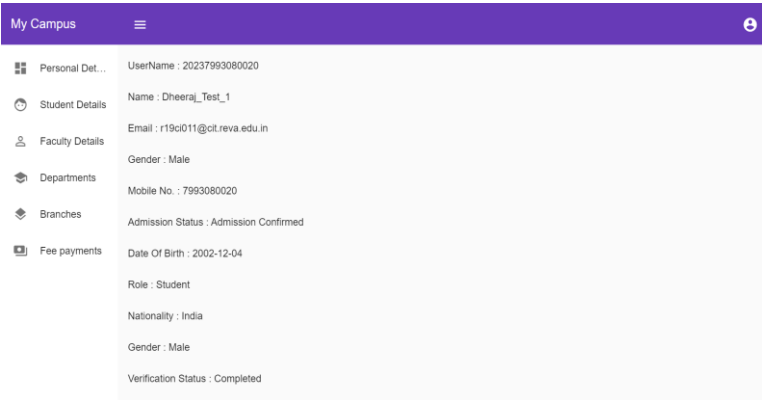 My Campus
Personal Det...
Student Details
Faculty Details
Departments
Branches
Fee payments
UserName : 20237993080020
Name : Dheeraj_Test_1
Email : r19ci011@cit.reva.edu.in
Gender : Male
Mobile No. : 7993080020
Admission Status : Admission Confirmed
Date Of Birth : 2002-12-04
Role : Student
Nationality : India
Gender : Male
Verification Status : Completed